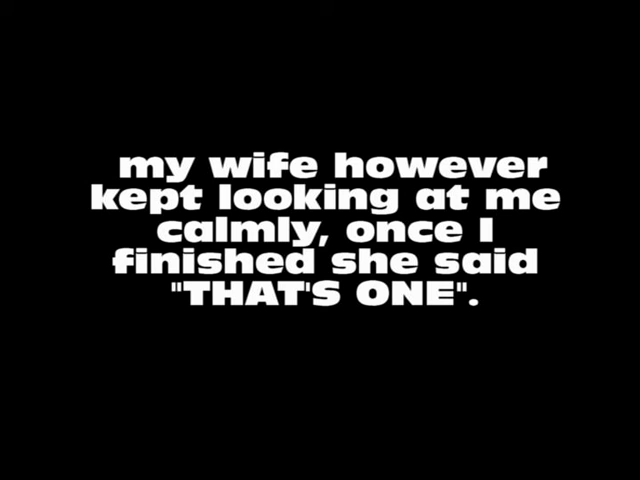 my wife however
kept looking at me
calmly, once I
finished she said
"THAT'S ONE".